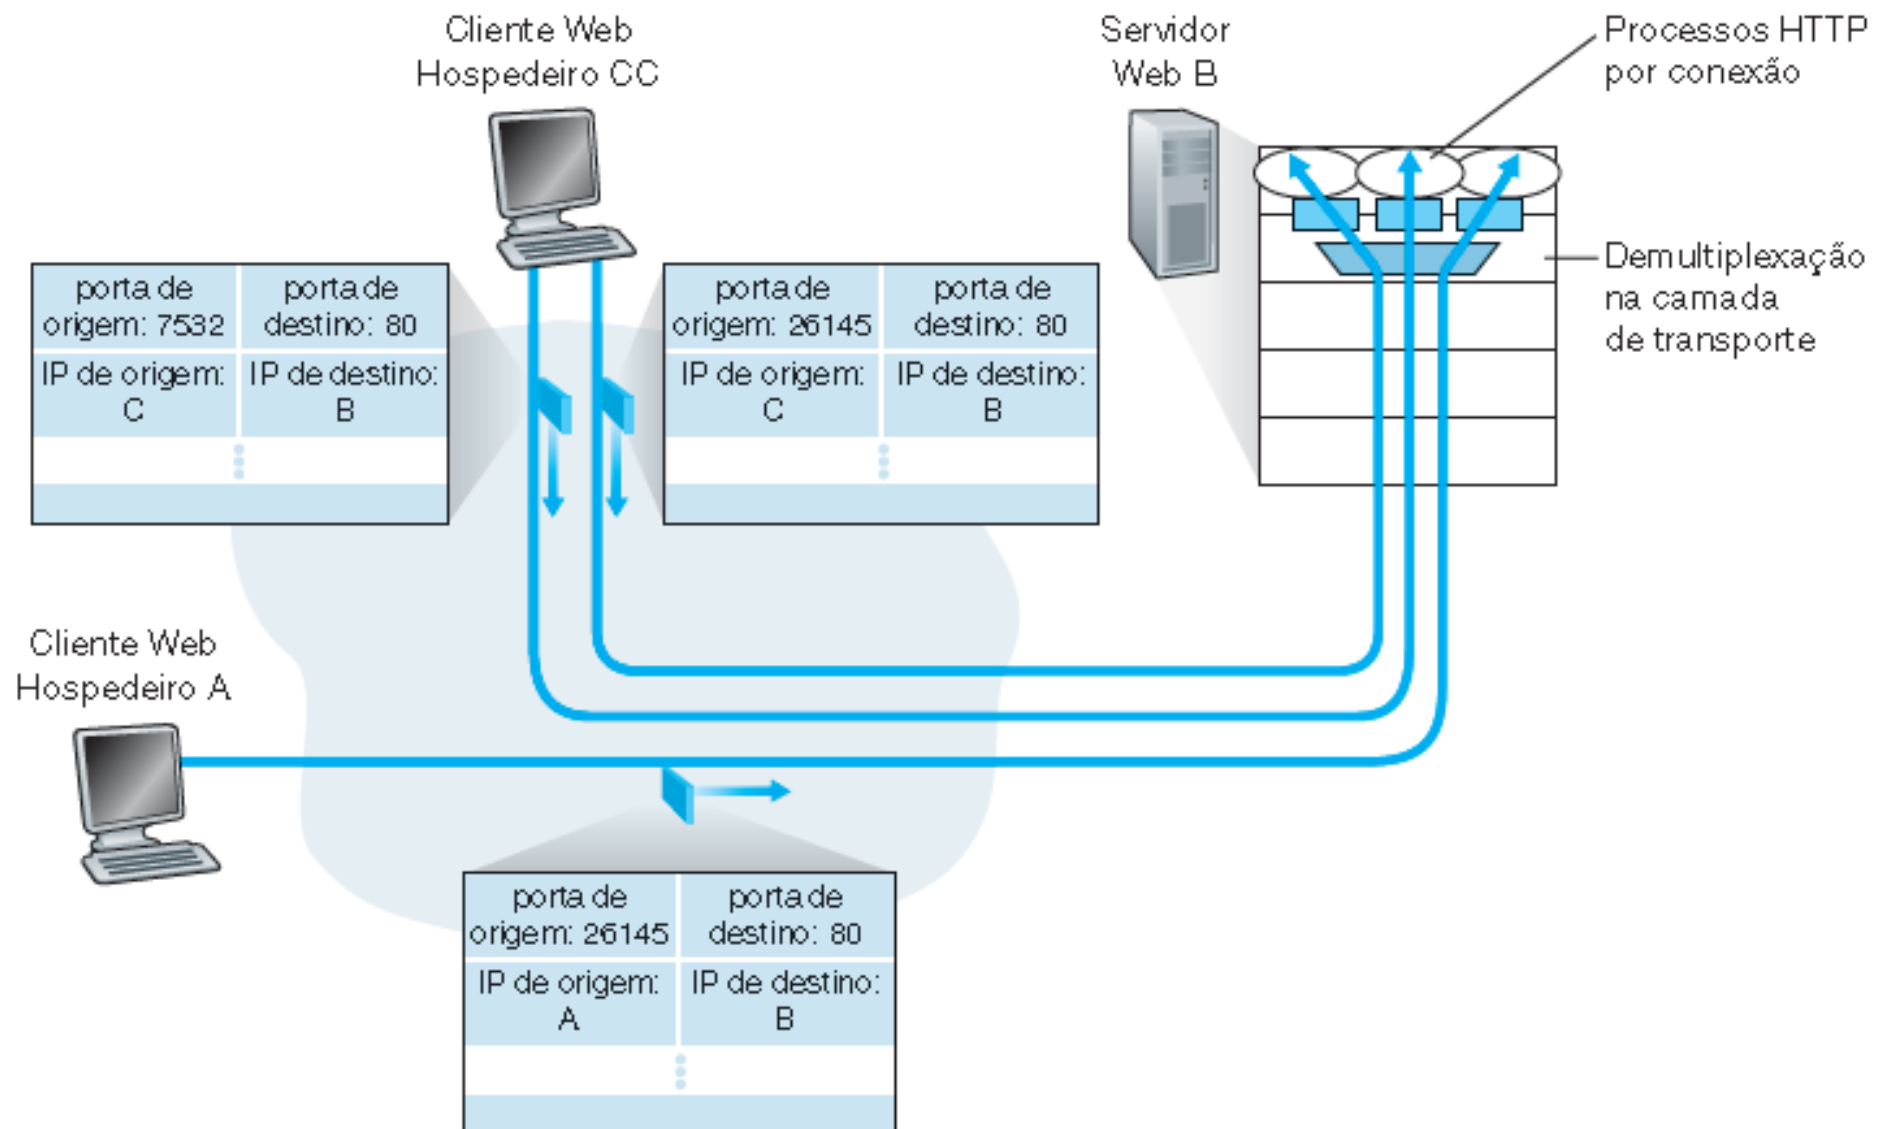 Cliente Web
Hospedeiro CC
Servidor
Web B
Processos HTTP
por conexão
porta de
origem: 7532
porta de
destino: 80
IP de origem:
C
IP de destino:
B
porta de
origem: 26145
porta de
destino: 80
IP de origem:
C
IP de destino:
B
Demultiplexação
na camada
de transporte
Cliente Web
Hospedeiro A
porta de
origem: 26145
porta de
destino: 80
IP de origem:
A
IP de destino:
B